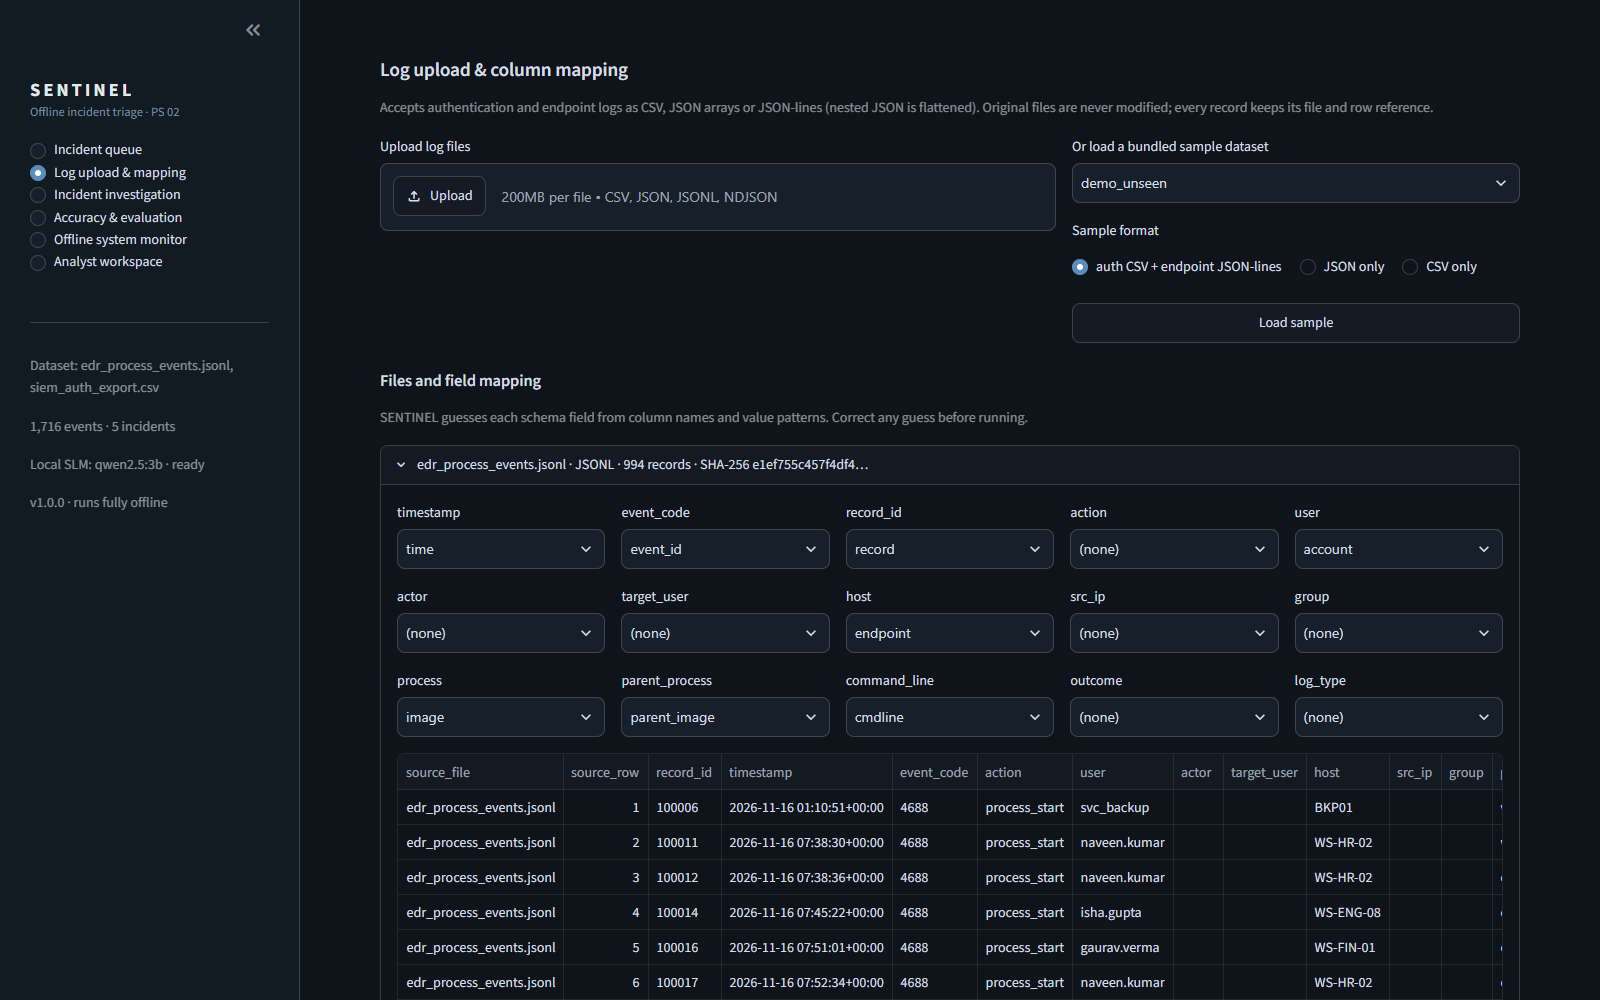 SENTINEL
Offline incident triage · PS 02
Incident queue
Log upload & mapping
Incident investigation
Accuracy & evaluation
Offline system monitor
Analyst workspace
Dataset: edr_process_events.jsonl,
siem_auth_export.csv
1,716 events · 5 incidents
Local SLM: qwen2.5:3b · ready
v1.0.0 · runs fully offline
Log upload & column mapping
Accepts authentication and endpoint logs as CSV, JSON arrays or JSON-lines (nested JSON is flattened). Original files are never modified; every record keeps its file and row reference.
Upload log files
Upload 200MB per file • CSV, JSON, JSONL, NDJSON
Or load a bundled sample dataset
demo_unseen
Sample format
auth CSV + endpoint JSON-lines JSON only CSV only
Load sample
Files and field mapping
SENTINEL guesses each schema field from column names and value patterns. Correct any guess before running.
edr_process_events.jsonl · JSONL · 994 records · SHA-256 e1ef755c457f4df4…
timestamp event_code record_id action user
time event_id record (none) account
actor target_user host src_ip group
(none) (none) endpoint (none) (none)
process parent_process command_line outcome log_type
image parent_image cmdline (none) (none)
source_file source_row record_id timestamp event_code action user actor target_user host src_ip group
edr_process_events.jsonl 1 100006 2026-11-16 01:10:51+00:00 4688 process_start svc_backup BKP01
edr_process_events.jsonl 2 100011 2026-11-16 07:38:30+00:00 4688 process_start naveen.kumar WS-HR-02
edr_process_events.jsonl 3 100012 2026-11-16 07:38:36+00:00 4688 process_start naveen.kumar WS-HR-02
edr_process_events.jsonl 4 100014 2026-11-16 07:45:22+00:00 4688 process_start isha.gupta WS-ENG-08
edr_process_events.jsonl 5 100016 2026-11-16 07:51:01+00:00 4688 process_start gaurav.verma WS-FIN-01
edr_process_events.jsonl 6 100017 2026-11-16 07:52:34+00:00 4688 process_start naveen.kumar WS-HR-02